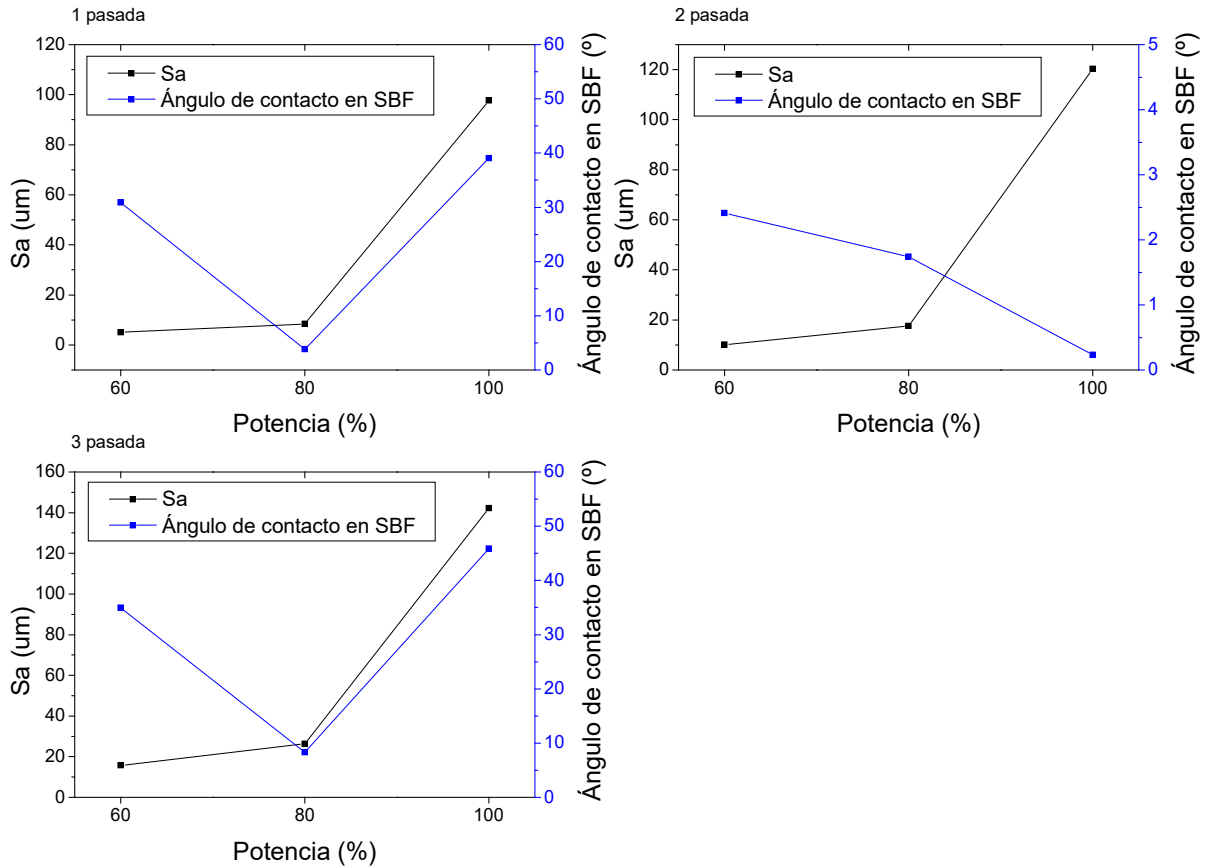 1 pasada
120
100
80
60
40
20
0
Sa (um)
Sa
Ángulo de contacto en SBF
60
50
40
30
20
10
0
Ángulo de contacto en SBF (º)
60
80
100
Potencia (%)
2 pasada
120
100
80
60
40
20
0
Sa (um)
Sa
Ángulo de contacto en SBF
5
4
3
2
1
0
Ángulo de contacto en SBF (º)
60
80
100
Potencia (%)
3 pasada
160
140
120
100
80
60
40
20
0
Sa (um)
Sa
Ángulo de contacto en SBF
60
50
40
30
20
10
0
Ángulo de contacto en SBF (º)
60
80
100
Potencia (%)